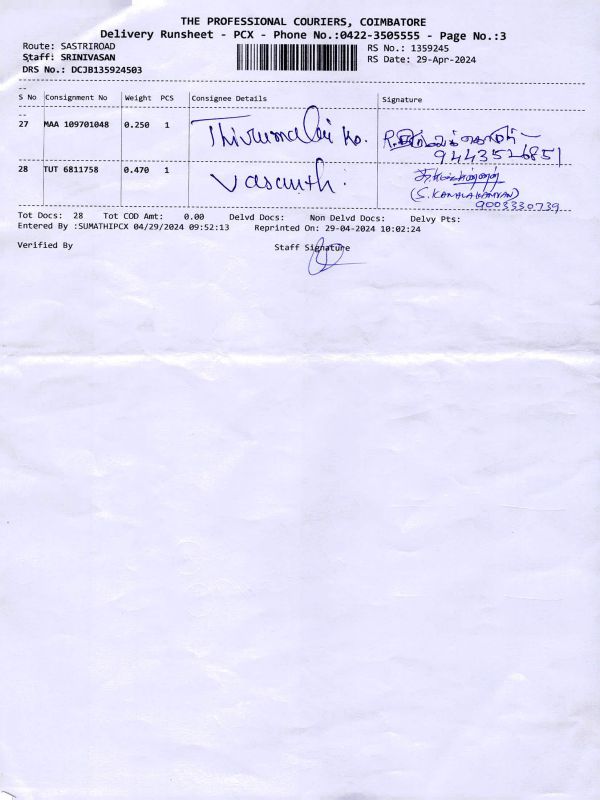 THE PROFESSIONAL COURIERS, COIMBATORE
Delivery Runsheet - PCX - Phone No.:0422-3505555 - Page No.:3
Route: SASTRIROAD
RS No.: 1359245
Staff: SRINIVASAN
RS Date: 29-Apr-2024
DRS No.: DCJB135924503
S No Consignment No Weight PCS Consignee Details Signature
27 MAA 109701048 0.250 1 Thirumalai
9443526851
28 TUT 6811758 0.470 1 Vasanth.
9003330739
Tot Docs: 28 Tot COD Amt: 0.00 Delvd Docs: Non Delvd Docs: Delvy Pts:
Entered By :SUMATHIPCX 04/29/2024 09:52:13 Reprinted On: 29-04-2024 10:02:24
Verified By Staff Signature